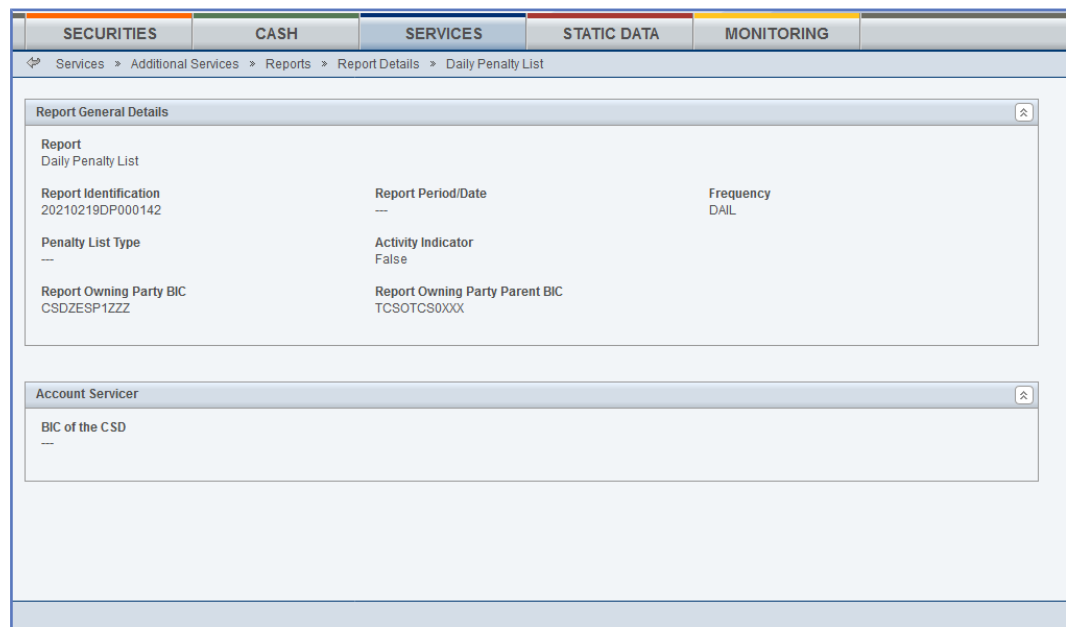 SECURITIES CASH SERVICES STATIC DATA MONITORING
Services » Additional Services » Reports » Report Details » Daily Penalty List
Report General Details
Report
Daily Penalty List
Report Identification Report Period/Date Frequency
20210219DP000142 --- DAIL
Penalty List Type Activity Indicator
--- False
Report Owning Party BIC Report Owning Party Parent BIC
CSDZESP1ZZZ TCSOTCS0XXX
Account Servicer
BIC of the CSD
---